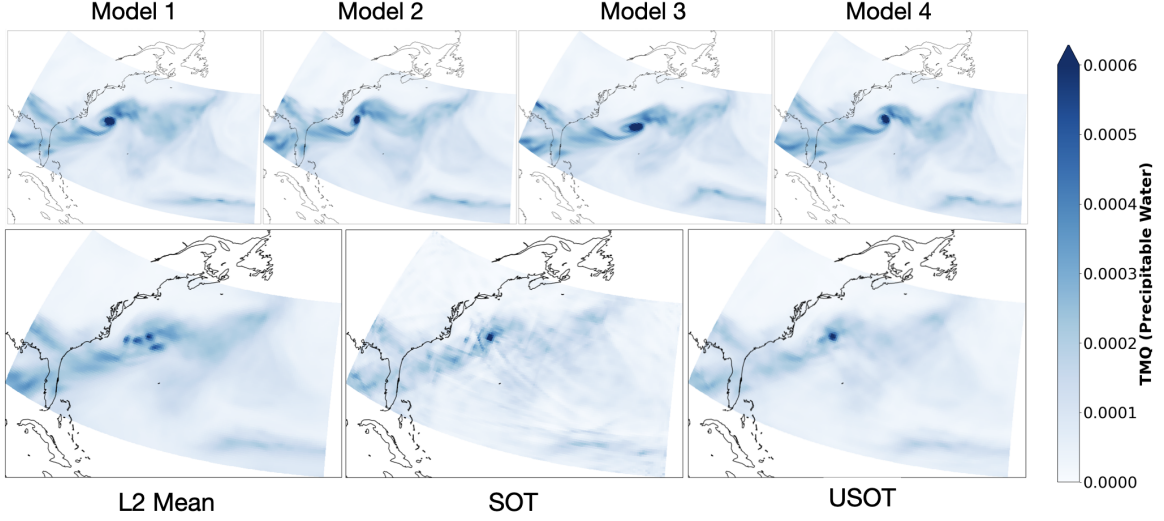 Model 1
Model 2
Model 3
Model 4
0.0006
0.0005
0.0004
0.0003
0.0002
0.0001
0.0000
TMQ (Precipitable Water)
L2 Mean
SOT
USOT